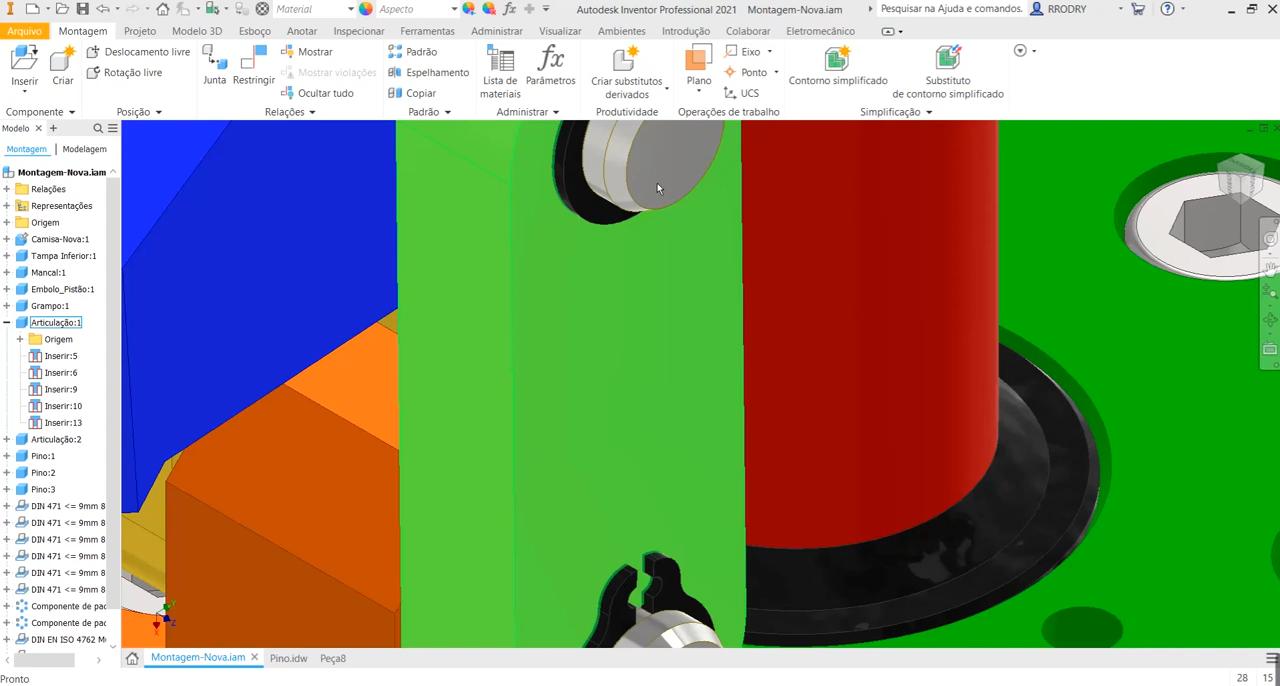 Material
Aspecto
Autodesk Inventor Professional 2021
Montagem-Nova.iam
Pesquisar na Ajuda e comandos.
RRODRY
Arquivo
Montagem
Projeto
Modelo 3D
Esboço
Anotar
Inspecionar
Ferramentas
Administrar
Visualizar
Ambientes
Introdução
Colaborar
Eletromecânico
Inserir
Criar
Deslocamento livre
Rotação livre
Junta
Restringir
Mostrar
Mostrar violações
Ocultar tudo
Padrão
Espelhamento
Copiar
Lista de materiais
Parâmetros
Criar substitutos derivados
Plano
Eixo
Ponto
UCS
Contorno simplificado
Substituto de contorno simplificado
Componente
Posição
Relações
Padrão
Administrar
Produtividade
Operações de trabalho
Simplificação
Modelo
Montagem
Modelagem
Montagem-Nova.iam
Relações
Representações
Origem
Camisa-Nova:1
Tampa Inferior:1
Mancal:1
Embolo_Pistão:1
Grampo:1
Articulação:1
Origem
Inserir:5
Inserir:6
Inserir:9
Inserir:10
Inserir:13
Articulação:2
Pino:1
Pino:2
Pino:3
DIN 471 <= 9mm 8
DIN 471 <= 9mm 8
DIN 471 <= 9mm 8
DIN 471 <= 9mm 8
DIN 471 <= 9mm 8
DIN 471 <= 9mm 8
Componente de pad
Componente de pad
DIN EN ISO 4762 M
Y
Z
X
Montagem-Nova.iam
Pino.idw
Peça8
Pronto
28
15